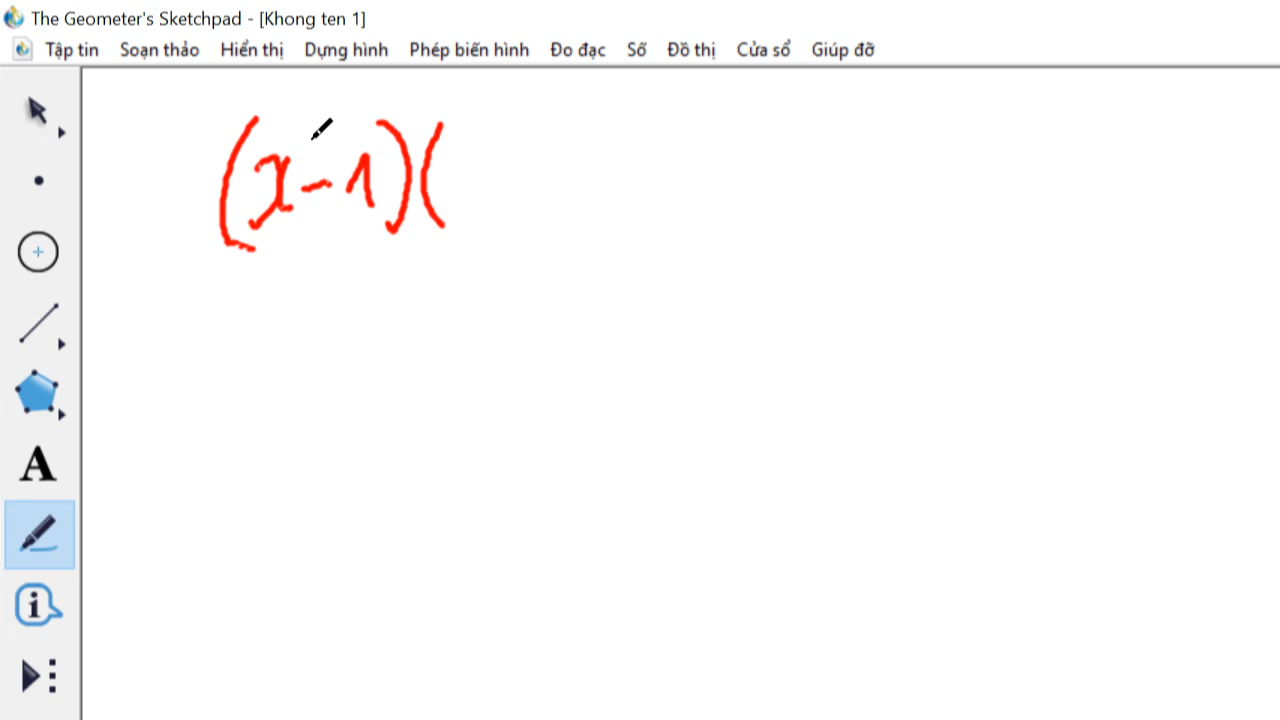 The Geometer's Sketchpad - [Khong ten 1]
Tập tin Soạn thảo Hiển thị Dựng hình Phép biến hình Đo đạc Số Đồ thị Cửa sổ Giúp đỡ
(x-1)(
A
i